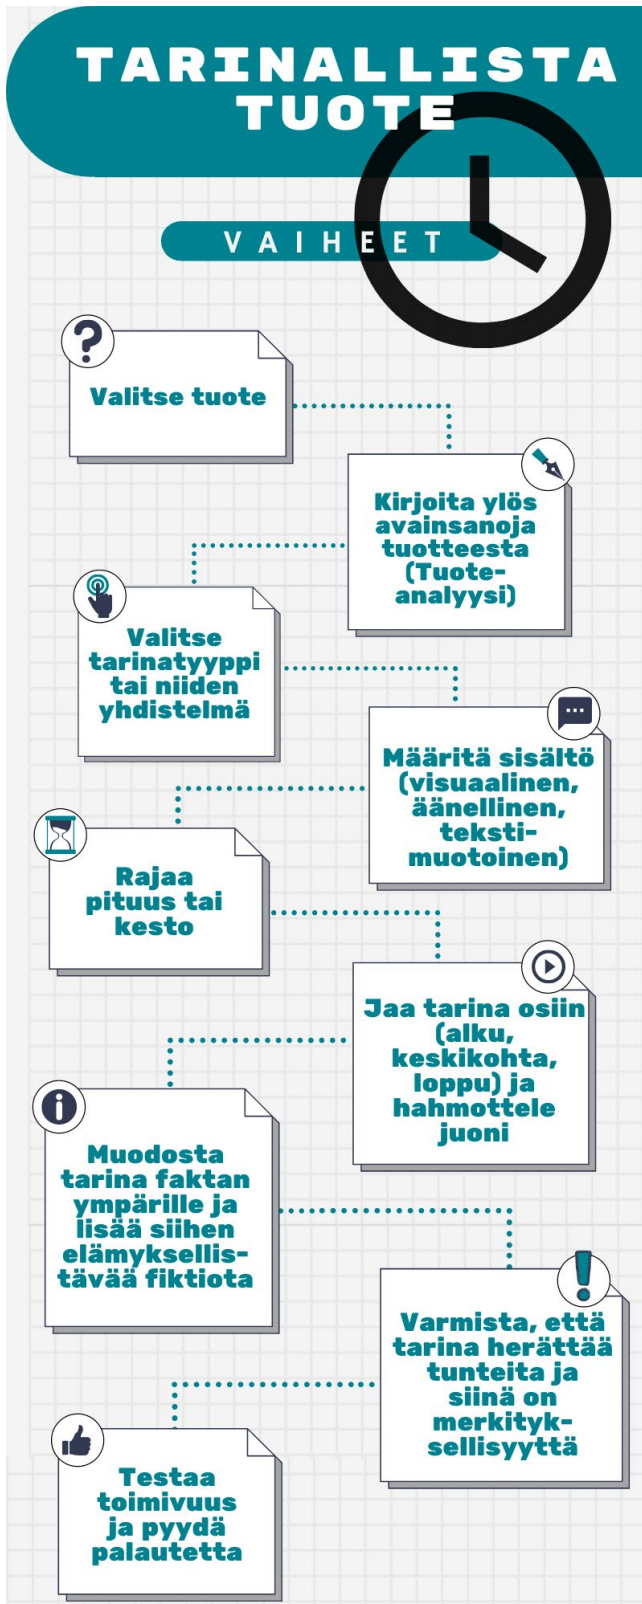 TARINALLISTA
TUOTE
VAIHEET
Valitse tuote
Kirjoita ylös
avainsanoja
tuotteesta
(Tuote-
analyysi)
Valitse
tarinatyyppi
tai niiden
yhdistelmä
Määritä sisältö
(visuaalinen,
äänellinen,
teksti-
muotoinen)
Rajaa
pituus tai
kesto
Jaa tarina osiin
(alku,
keskikohta,
loppu) ja
hahmottele
juoni
Muodosta
tarina faktan
ympärille ja
lisää siihen
elämyksellis-
tävää fiktiota
Varmista, että
tarina herättää
tunteita ja
siinä on
merkityk-
sellisyyttä
Testaa
toimivuus
ja pyydä
palautetta